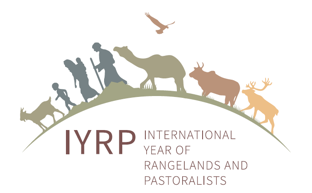 IYRP
INTERNATIONAL
YEAR OF
RANGELANDS AND
PASTORALISTS